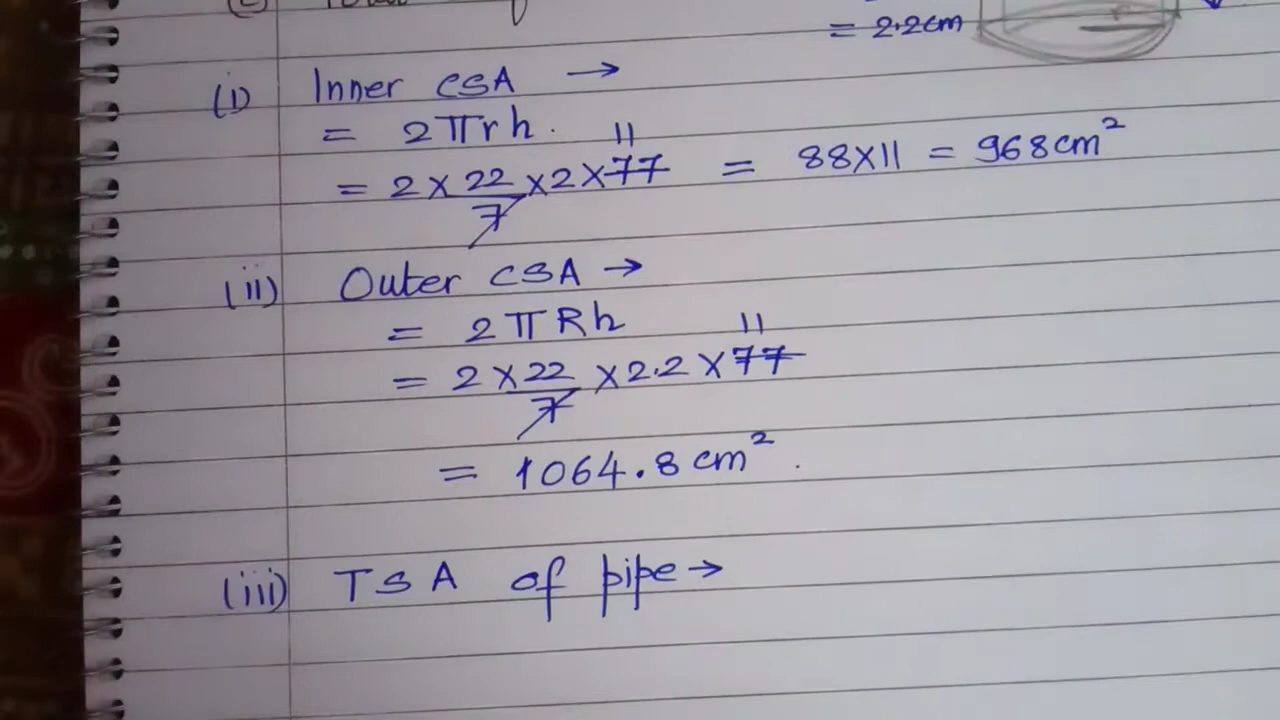 = 2.2cm
(i) Inner CSA →
= 2πrh.
11
= 2 × 22/7 × 2 × 77 = 88×11 = 968cm²
(ii) Outer CSA →
= 2πRh
11
= 2 × 22/7 × 2.2 × 77
= 1064.8 cm².
(iii) TSA of pipe →